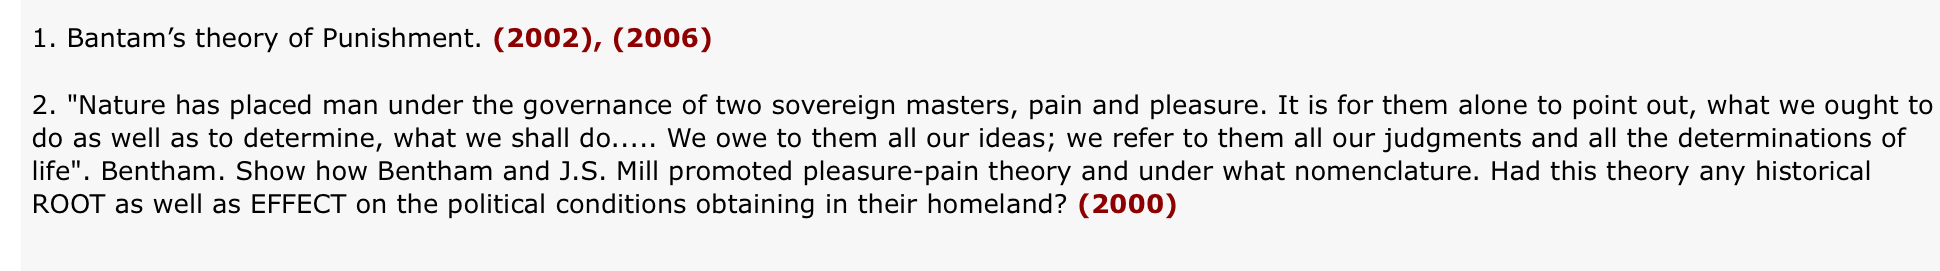 1. Bantam’s theory of Punishment. (2002), (2006)
2. "Nature has placed man under the governance of two sovereign masters, pain and pleasure. It is for them alone to point out, what we ought to
do as well as to determine, what we shall do..... We owe to them all our ideas; we refer to them all our judgments and all the determinations of
life". Bentham. Show how Bentham and J.S. Mill promoted pleasure-pain theory and under what nomenclature. Had this theory any historical
ROOT as well as EFFECT on the political conditions obtaining in their homeland? (2000)